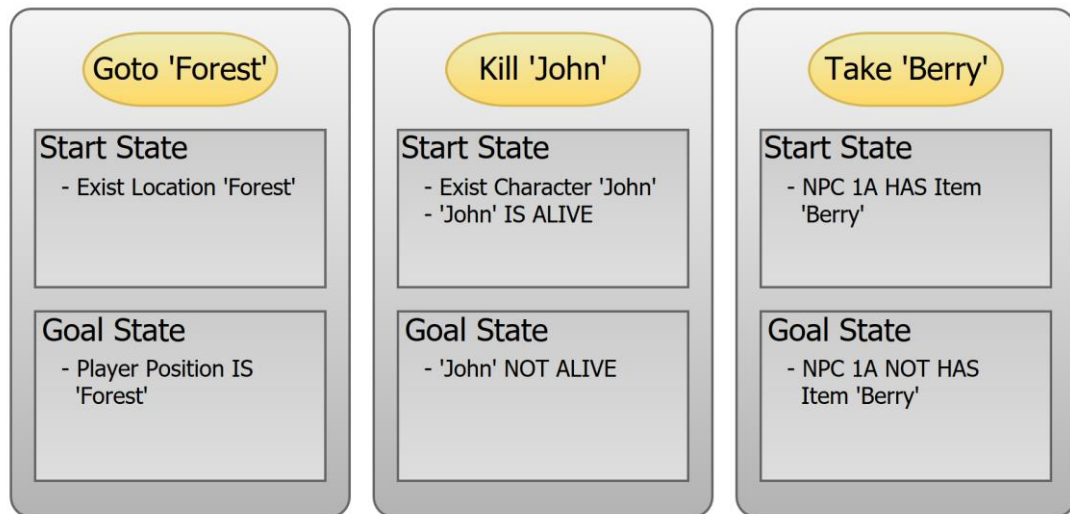 Goto 'Forest'
Start State
- Exist Location 'Forest'
Goal State
- Player Position IS
'Forest'
Kill 'John'
Start State
- Exist Character 'John'
- 'John' IS ALIVE
Goal State
- 'John' NOT ALIVE
Take 'Berry'
Start State
- NPC 1A HAS Item
'Berry'
Goal State
- NPC 1A NOT HAS
Item 'Berry'